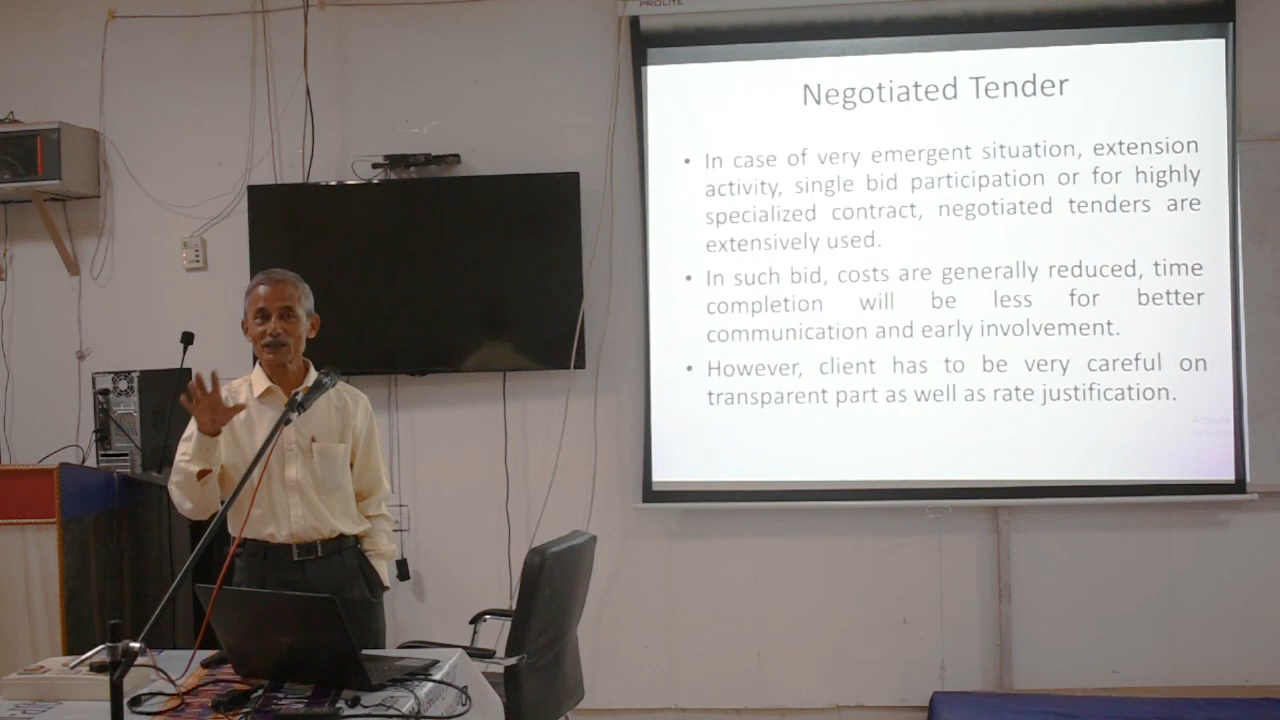 PROLITE
Negotiated Tender
• In case of very emergent situation, extension
activity, single bid participation or for highly
specialized contract, negotiated tenders are
extensively used.
• In such bid, costs are generally reduced, time
completion will be less for better
communication and early involvement.
• However, client has to be very careful on
transparent part as well as rate justification.
Activate